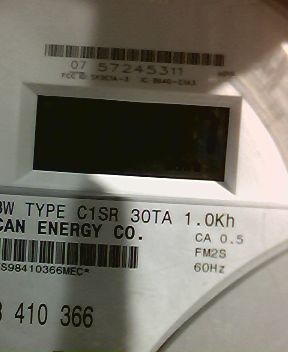 07 57245311
3W TYPE C1SR 30TA 1.0Kh
CAN ENERGY CO.
CA 0.5
FM2S
60Hz
S98410366MEC*
410 366